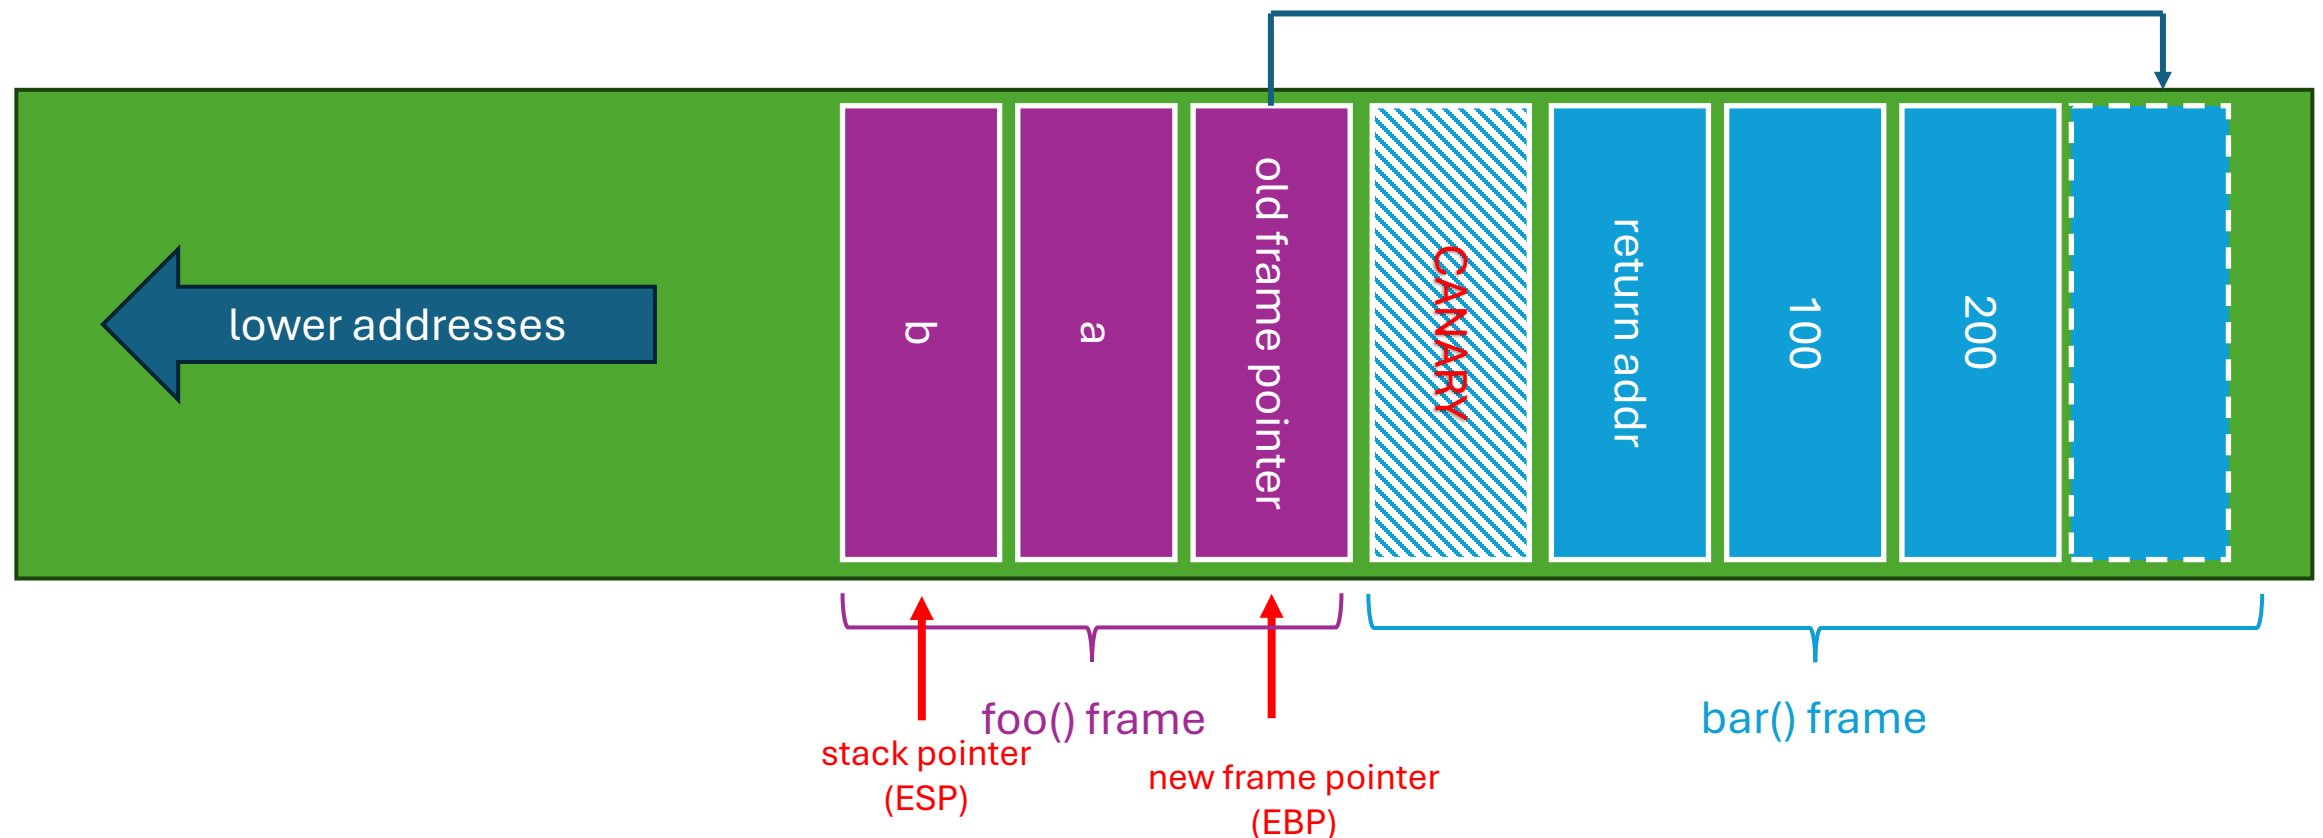 lower addresses
b
a
old frame pointer
CANARY
return addr
100
200
foo() frame
bar() frame
stack pointer
(ESP)
new frame pointer
(EBP)